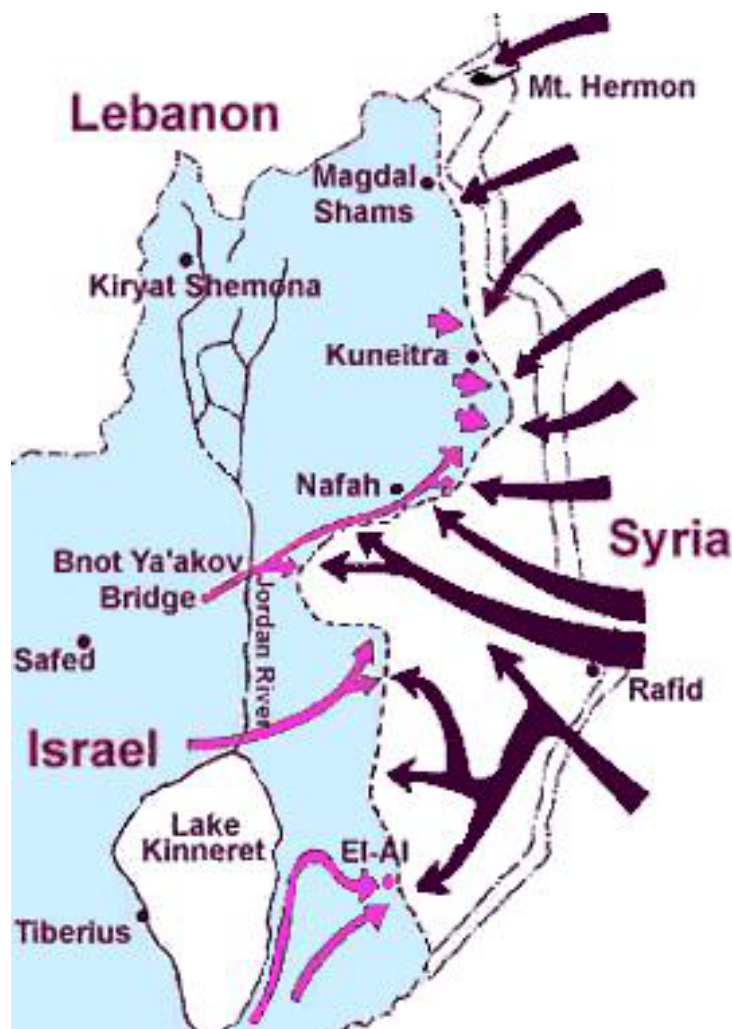 Mt. Hermon
Lebanon
Magdal
Shams
Kiryat Shemona
Kuneitra
Nafah
Syria
Bnot Ya'akov
Bridge
Jordan River
Safed
Rafid
Israel
Lake
Kinneret
El-Al
Tiberius